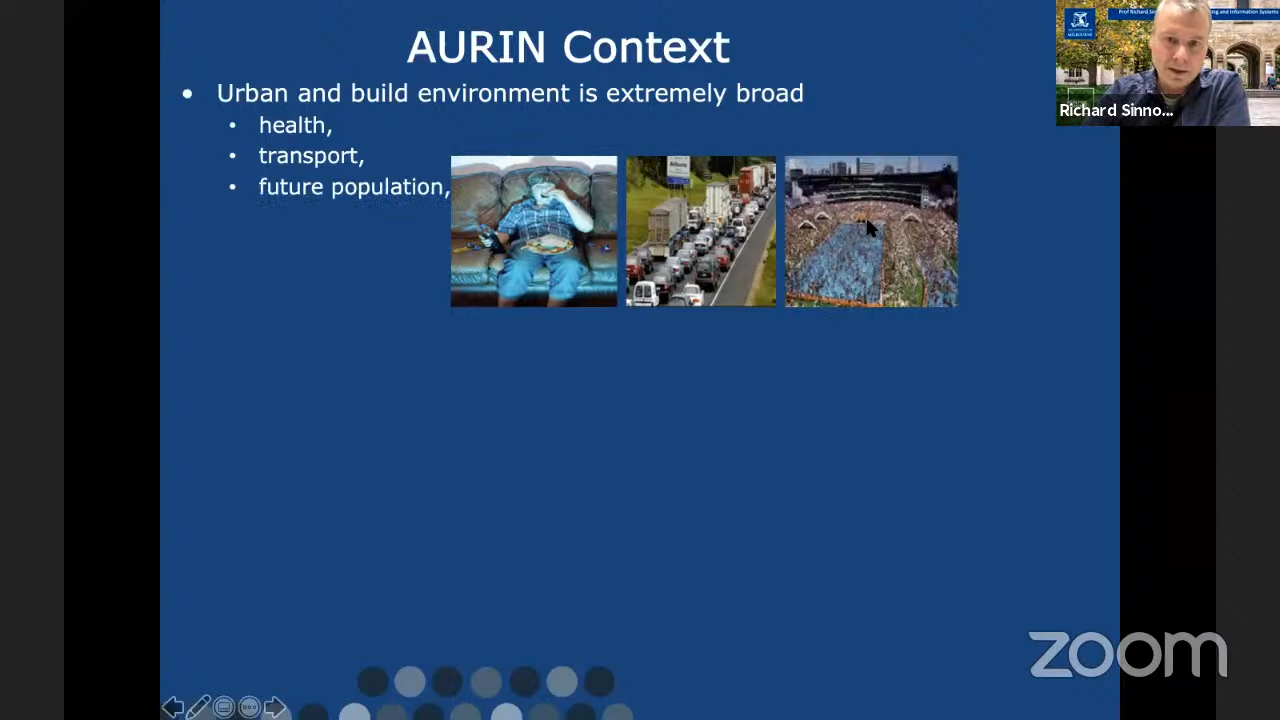 AURIN Context
• Urban and build environment is extremely broad
• health,
• transport,
• future population,
Richard Sinno...
zoom